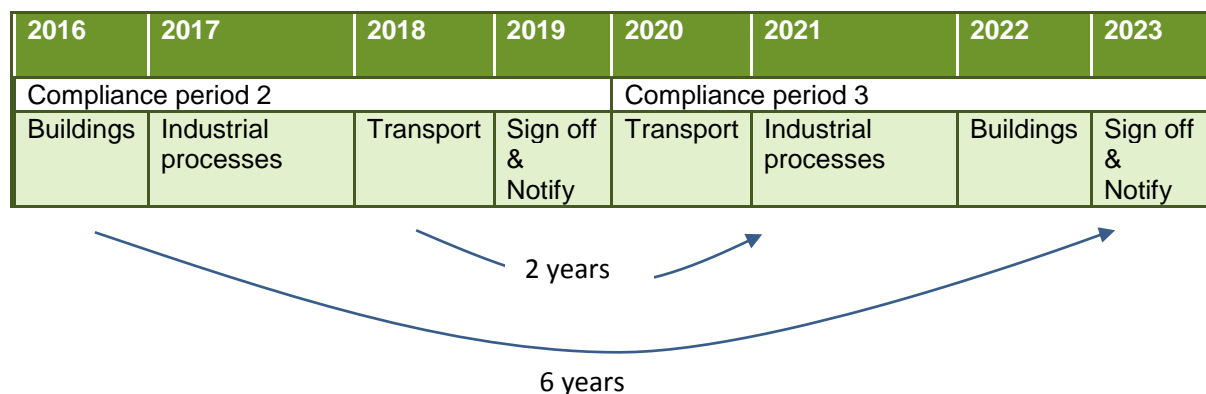 2016 2017 2018 2019 2020 2021 2022 2023
Compliance period 2 Compliance period 3
Buildings Industrial Transport Sign off Transport Industrial Buildings Sign off
processes & processes &
Notify Notify
2 years
6 years